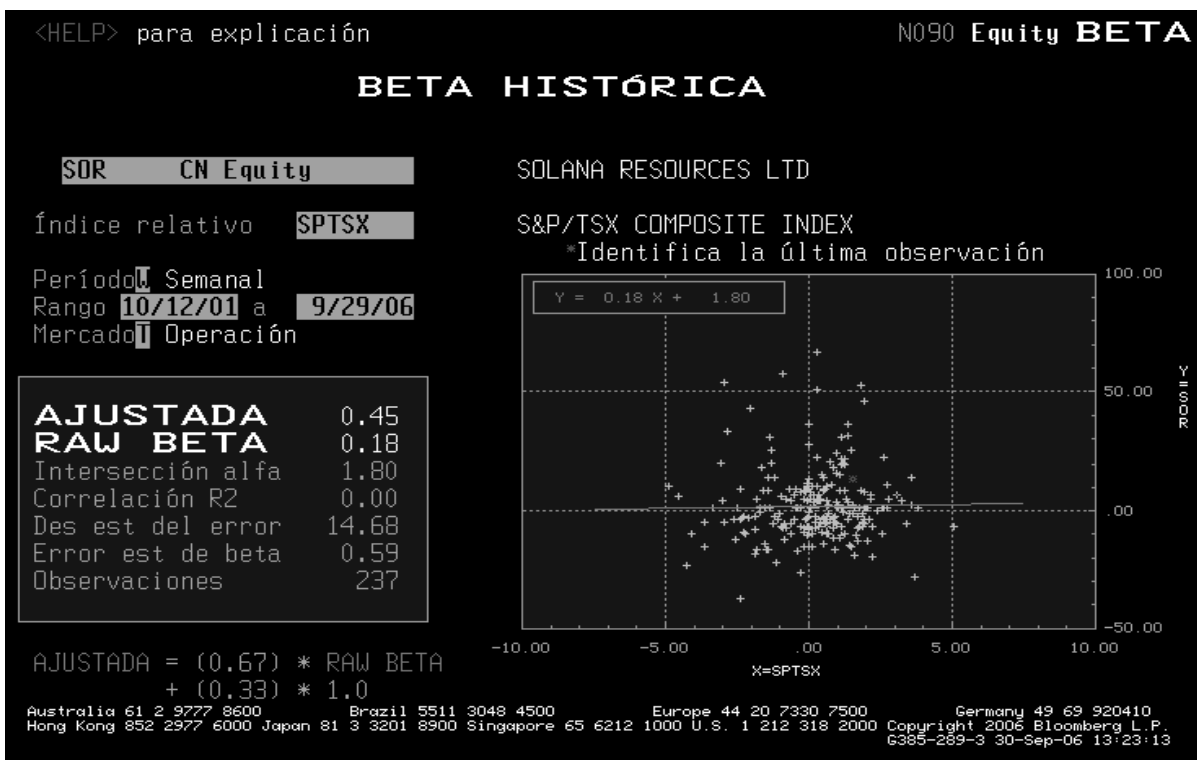 <HELP> para explicación N090 Equity BETA
BETA HISTÓRICA
SOR CN Equity SOLANA RESOURCES LTD
Índice relativo SPTSX S&P/TSX COMPOSITE INDEX
*Identifica la última observación
Período W Semanal
Rango 10/12/01 a 9/29/06
Mercado T Operación
Y = 0.18 X + 1.80
100.00
50.00
.00
-50.00
Y=SOR
-10.00 -5.00 .00 5.00 10.00
X=SPTSX
AJUSTADA 0.45
RAW BETA 0.18
Intersección alfa 1.80
Correlación R2 0.00
Des est del error 14.68
Error est de beta 0.59
Observaciones 237
AJUSTADA = (0.67) * RAW BETA
+ (0.33) * 1.0
Australia 61 2 9777 8600 Brazil 5511 3048 4500 Europe 44 20 7330 7500 Germany 49 69 920410
Hong Kong 852 2977 6000 Japan 81 3 3201 8900 Singapore 65 6212 1000 U.S. 1 212 318 2000 Copyright 2006 Bloomberg L.P.
G385-289-3 30-Sep-06 13:23:13